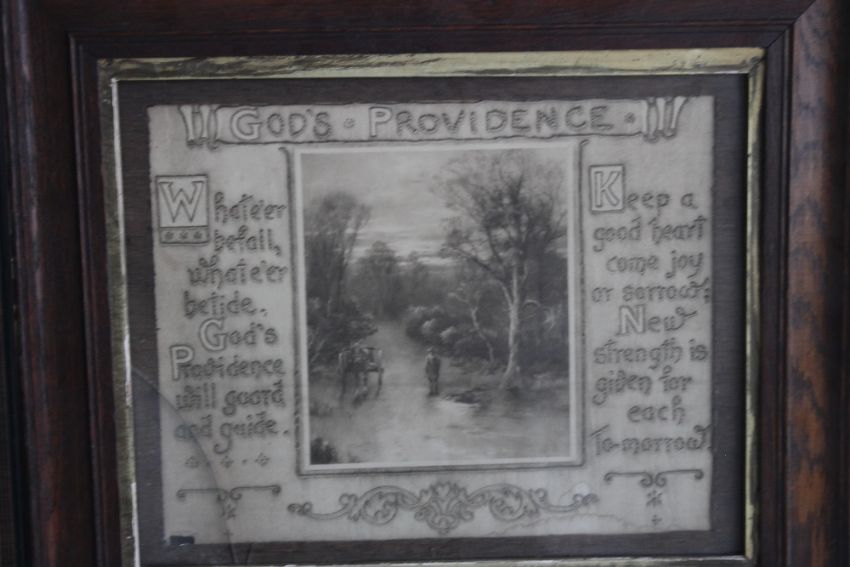 GOD'S PROVIDENCE
Whate'er
befall,
whate'er
betide.
God's
Providence
will guard
and guide.
Keep a
good heart
come joy
or sorrow;
New
strength is
given for
each
to-morrow.